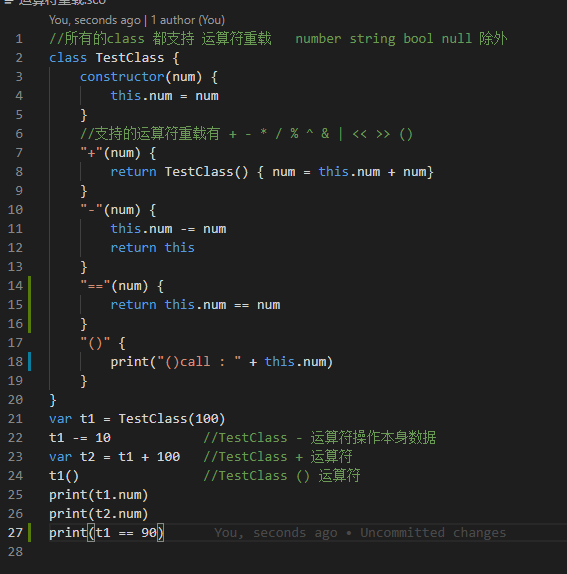 运算符重载.sco
You, seconds ago | 1 author (You)
1 //所有的class 都支持 运算符重载   number string bool null 除外
2 class TestClass {
3     constructor(num) {
4         this.num = num
5     }
6     //支持的运算符重载有 + - * / % ^ & | << >> ()
7     "+"(num) {
8         return TestClass() { num = this.num + num}
9     }
10     "-"(num) {
11         this.num -= num
12         return this
13     }
14     "=="(num) {
15         return this.num == num
16     }
17     "()" {
18         print("()call : " + this.num)
19     }
20 }
21 var t1 = TestClass(100)
22 t1 -= 10            //TestClass - 运算符操作本身数据
23 var t2 = t1 + 100   //TestClass + 运算符
24 t1()                //TestClass () 运算符
25 print(t1.num)
26 print(t2.num)
27 print(t1 == 90)      You, seconds ago • Uncommitted changes
28